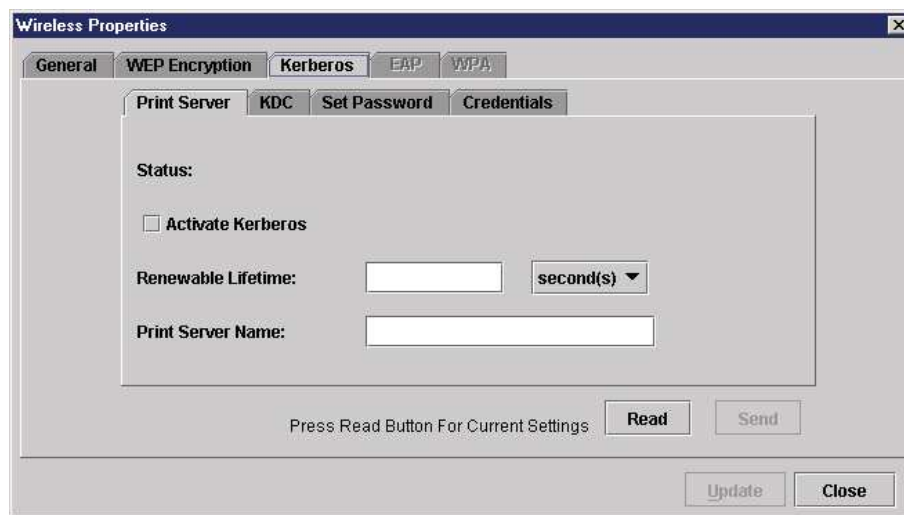 Wireless Properties
General WEP Encryption Kerberos EAP WPA
Print Server KDC Set Password Credentials
Status:
Activate Kerberos
Renewable Lifetime: second(s)
Print Server Name:
Press Read Button For Current Settings Read Send
Update Close